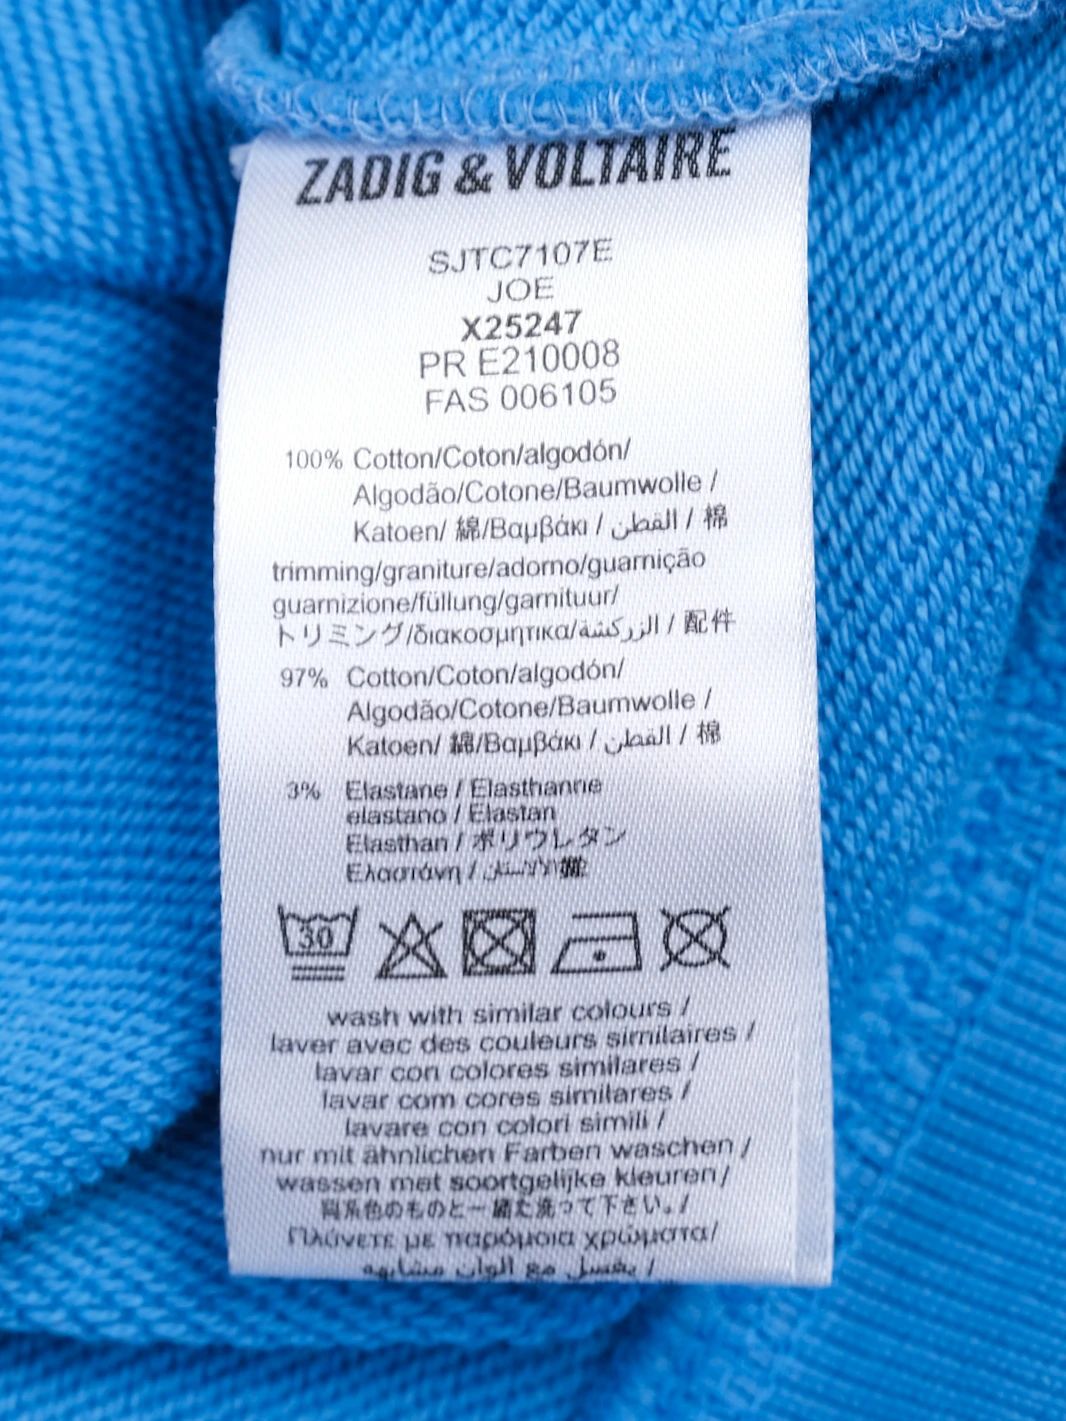 ZADIG & VOLTAIRE
SJTC7107E
JOE
X25247
PR E210008
FAS 006105
100% Cotton/Coton/algodón/
Algodão/Cotone/Baumwolle /
Katoen/ 綿/Βαμβάκι / القطن / 棉
trimming/graniture/adorno/guarnição
guarnizione/füllung/garnituur/
トリミング/διακοσμητικα/الزركشة / 配件
97% Cotton/Coton/algodón/
Algodão/Cotone/Baumwolle /
Katoen/ 綿/Βαμβάκι / القطن / 棉
3% Elastane / Elasthanne
elastano / Elastan
Elasthan / ポリウレタン
Ελαστάνη /
30
wash with similar colours /
laver avec des couleurs similaires /
lavar con colores similares /
lavar com cores similares /
lavare con colori simili /
nur mit ähnlichen Farben waschen /
wassen met soortgelijke kleuren/
同系色のものと一緒に洗って下さい。/
Πλύνετε με παρόμοια χρώματα/
يغسل مع الوان مشابهه /